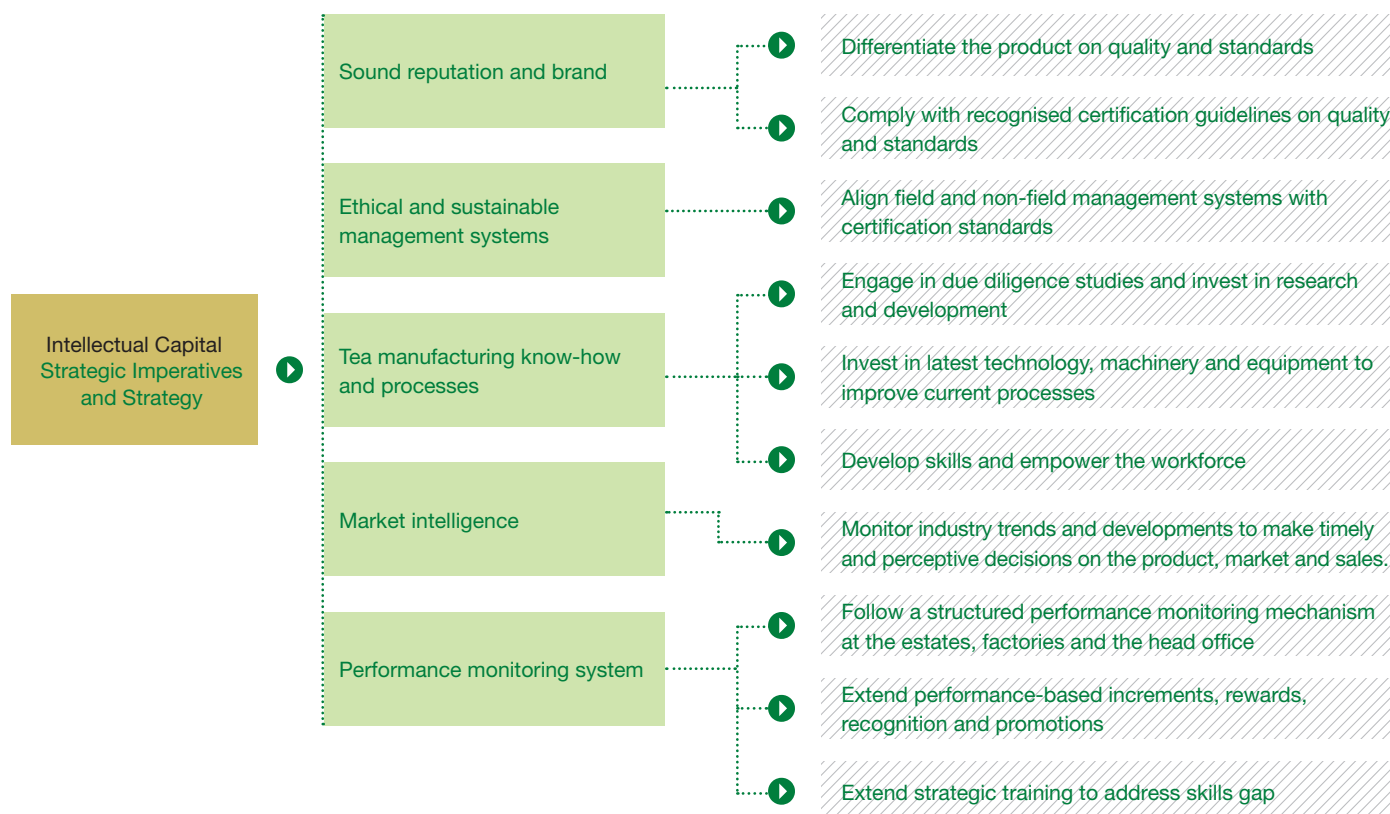 Intellectual Capital
Strategic Imperatives
and Strategy
Sound reputation and brand
Differentiate the product on quality and standards
Comply with recognised certification guidelines on quality
and standards
Ethical and sustainable
management systems
Align field and non-field management systems with
certification standards
Tea manufacturing know-how
and processes
Engage in due diligence studies and invest in research
and development
Invest in latest technology, machinery and equipment to
improve current processes
Develop skills and empower the workforce
Market intelligence
Monitor industry trends and developments to make timely
and perceptive decisions on the product, market and sales.
Performance monitoring system
Follow a structured performance monitoring mechanism
at the estates, factories and the head office
Extend performance-based increments, rewards,
recognition and promotions
Extend strategic training to address skills gap